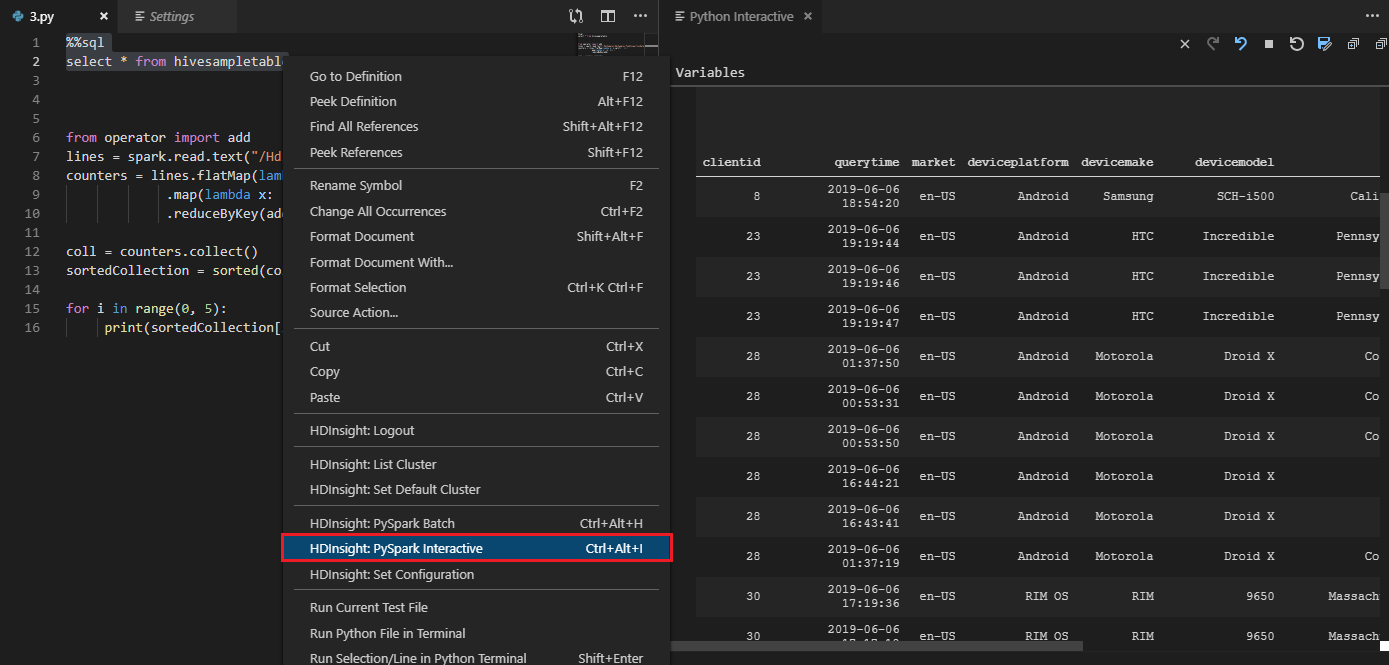 3.py × Settings
1 %%sql
2 select * from hivesampletable
3
4
5
6 from operator import add
7 lines = spark.read.text("/Hd
8 counters = lines.flatMap(lam
9 .map(lambda x:
10 .reduceByKey(ad
11
12 coll = counters.collect()
13 sortedCollection = sorted(co
14
15 for i in range(0, 5):
16 print(sortedCollection[
Go to Definition F12
Peek Definition Alt+F12
Find All References Shift+Alt+F12
Peek References Shift+F12
Rename Symbol F2
Change All Occurrences Ctrl+F2
Format Document Shift+Alt+F
Format Document With...
Format Selection Ctrl+K Ctrl+F
Source Action...
Cut Ctrl+X
Copy Ctrl+C
Paste Ctrl+V
HDInsight: Logout
HDInsight: List Cluster
HDInsight: Set Default Cluster
HDInsight: PySpark Batch Ctrl+Alt+H
HDInsight: PySpark Interactive Ctrl+Alt+I
HDInsight: Set Configuration
Run Current Test File
Run Python File in Terminal
Run Selection/Line in Python Terminal Shift+Enter
Python Interactive ×
Variables
clientid querytime market deviceplatform devicemake devicemodel
8 2019-06-06 18:54:20 en-US Android Samsung SCH-i500 Cali
23 2019-06-06 19:19:44 en-US Android HTC Incredible Pennsy
23 2019-06-06 19:19:46 en-US Android HTC Incredible Pennsy
23 2019-06-06 19:19:47 en-US Android HTC Incredible Pennsy
28 2019-06-06 01:37:50 en-US Android Motorola Droid X Co
28 2019-06-06 00:53:31 en-US Android Motorola Droid X Co
28 2019-06-06 00:53:50 en-US Android Motorola Droid X Co
28 2019-06-06 16:44:21 en-US Android Motorola Droid X
28 2019-06-06 16:43:41 en-US Android Motorola Droid X
28 2019-06-06 01:37:19 en-US Android Motorola Droid X Co
30 2019-06-06 17:19:36 en-US RIM OS RIM 9650 Massach
30 2019-06-06 en-US RIM OS RIM 9650 Massach